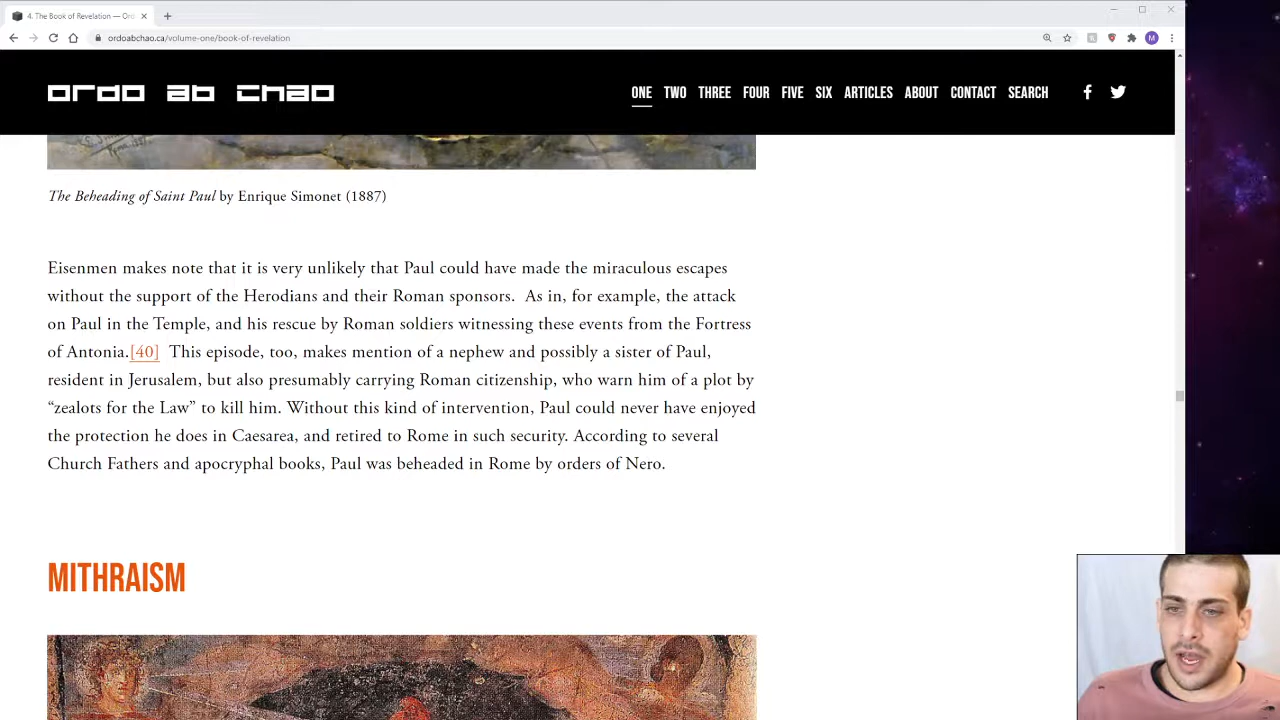 4. The Book of Revelation — Ord
ordoabchao.ca/volume-one/book-of-revelation
M
ordo ab chao
ONE TWO THREE FOUR FIVE SIX ARTICLES ABOUT CONTACT SEARCH
The Beheading of Saint Paul by Enrique Simonet (1887)
Eisenmen makes note that it is very unlikely that Paul could have made the miraculous escapes
without the support of the Herodians and their Roman sponsors.  As in, for example, the attack
on Paul in the Temple, and his rescue by Roman soldiers witnessing these events from the Fortress
of Antonia.[40]  This episode, too, makes mention of a nephew and possibly a sister of Paul,
resident in Jerusalem, but also presumably carrying Roman citizenship, who warn him of a plot by
“zealots for the Law” to kill him. Without this kind of intervention, Paul could never have enjoyed
the protection he does in Caesarea, and retired to Rome in such security. According to several
Church Fathers and apocryphal books, Paul was beheaded in Rome by orders of Nero.
MITHRAISM